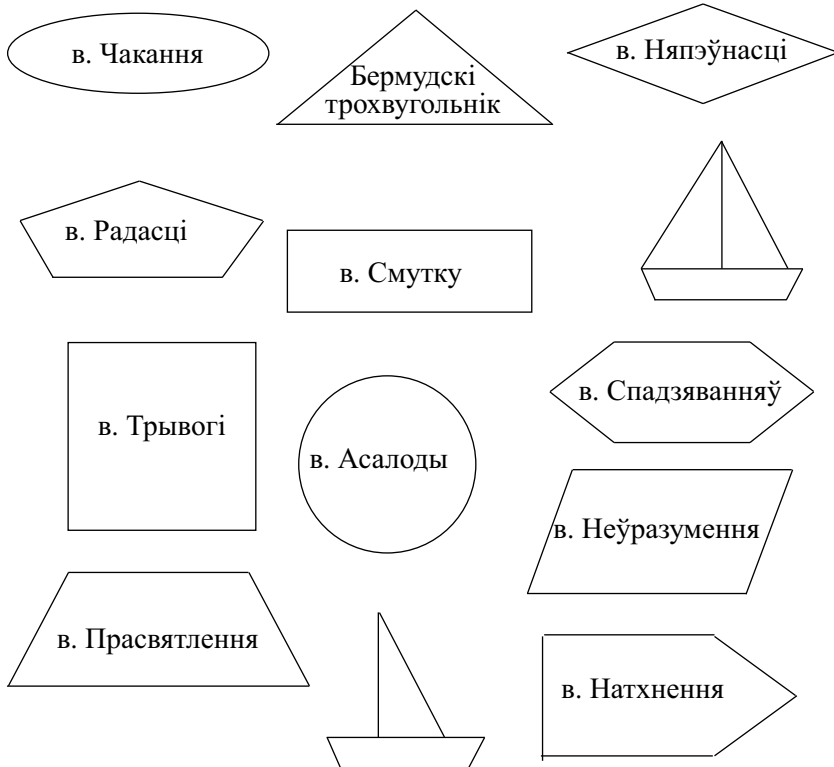 в. Чакання
Бермудскі
трохвугольнік
в. Няпэўнасці
в. Радасці
в. Смутку
в. Трывогі
в. Асалоды
в. Спадзяванняў
в. Неўразумення
в. Прасвятлення
в. Натхнення